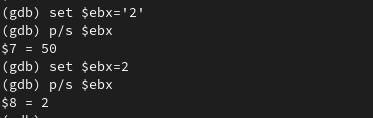 (gdb) set $ebx='2'
(gdb) p/s $ebx
$7 = 50
(gdb) set $ebx=2
(gdb) p/s $ebx
$8 = 2